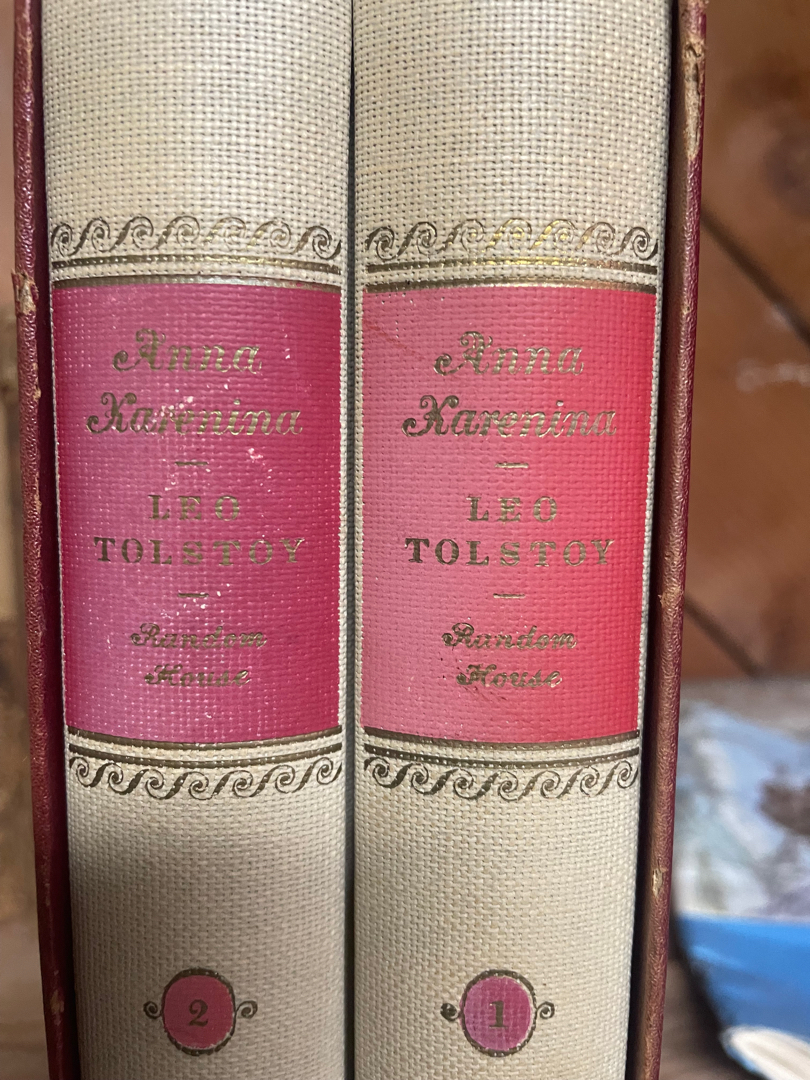 Anna
Karenina
LEO
TOLSTOY
Random
House
2
Anna
Karenina
LEO
TOLSTOY
Random
House
1